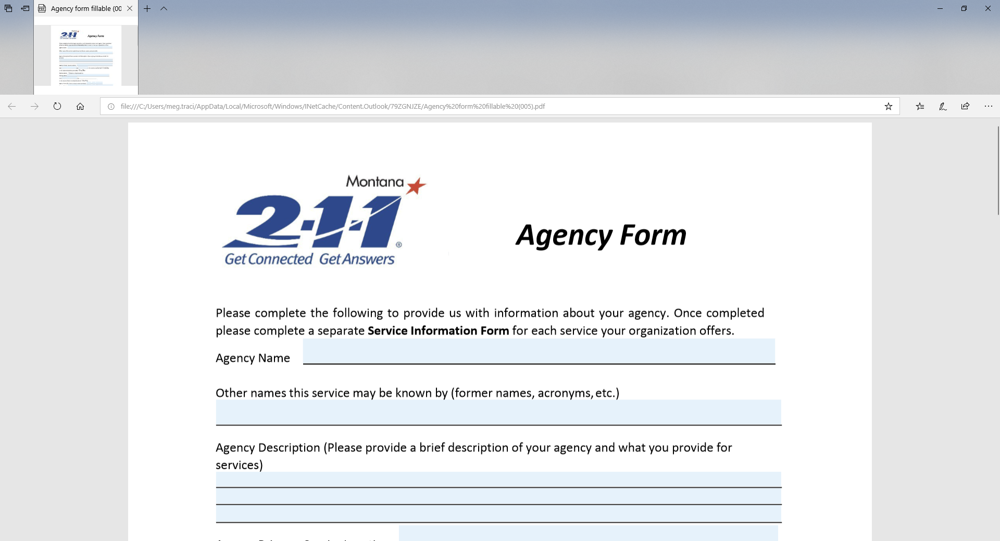 Agency form fillable (00
file:///C:/Users/meg.traci/AppData/Local/Microsoft/Windows/INetCache/Content.Outlook/79ZGNJZE/Agency%20form%20fillable%20(005).pdf
Montana
2-1-1®
Get Connected Get Answers
Agency Form
Please complete the following to provide us with information about your agency. Once completed
please complete a separate Service Information Form for each service your organization offers.
Agency Name
Other names this service may be known by (former names, acronyms, etc.)
Agency Description (Please provide a brief description of your agency and what you provide for
services)